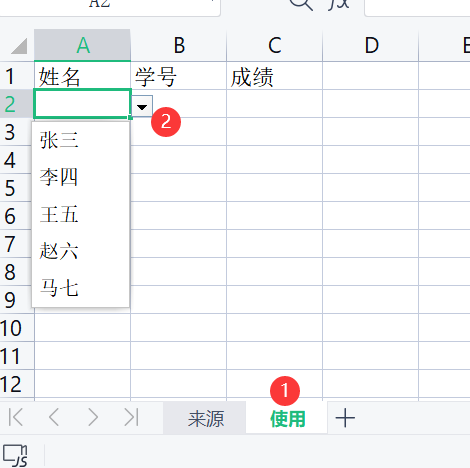 A2 fx
A B C D E
1 姓名 学号 成绩
2
2
3 张三
4 李四
5
6 王五
7 赵六
8
9 马七
10
11
12
1
来源 使用
JS